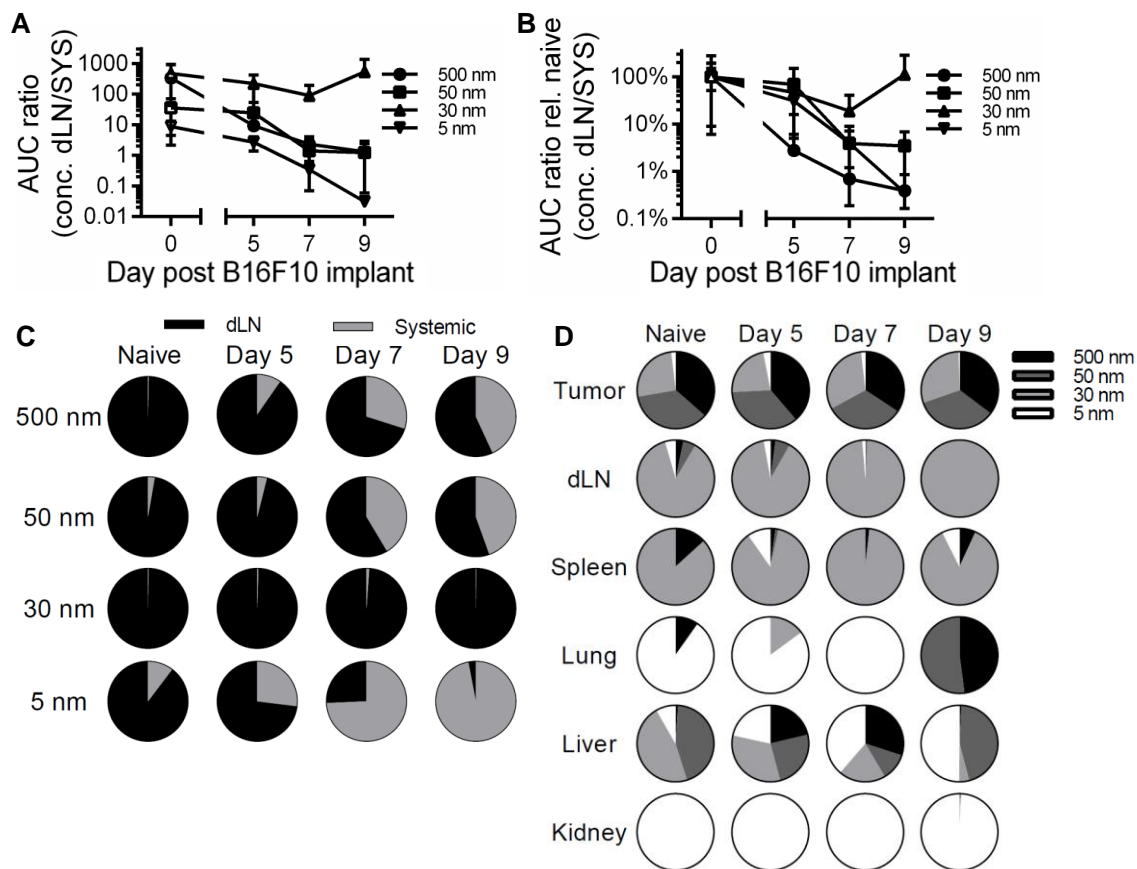 A
AUC ratio
(conc. dLN/SYS)
1000
100
10
1
0.1
0.01
0
5
7
9
Day post B16F10 implant
500 nm
50 nm
30 nm
5 nm
B
AUC ratio rel. naive
(conc. dLN/SYS)
100%
10%
1%
0.1%
0
5
7
9
Day post B16F10 implant
500 nm
50 nm
30 nm
5 nm
C
dLN
Systemic
Naive
Day 5
Day 7
Day 9
500 nm
50 nm
30 nm
5 nm
D
Naive
Day 5
Day 7
Day 9
500 nm
50 nm
30 nm
5 nm
Tumor
dLN
Spleen
Lung
Liver
Kidney